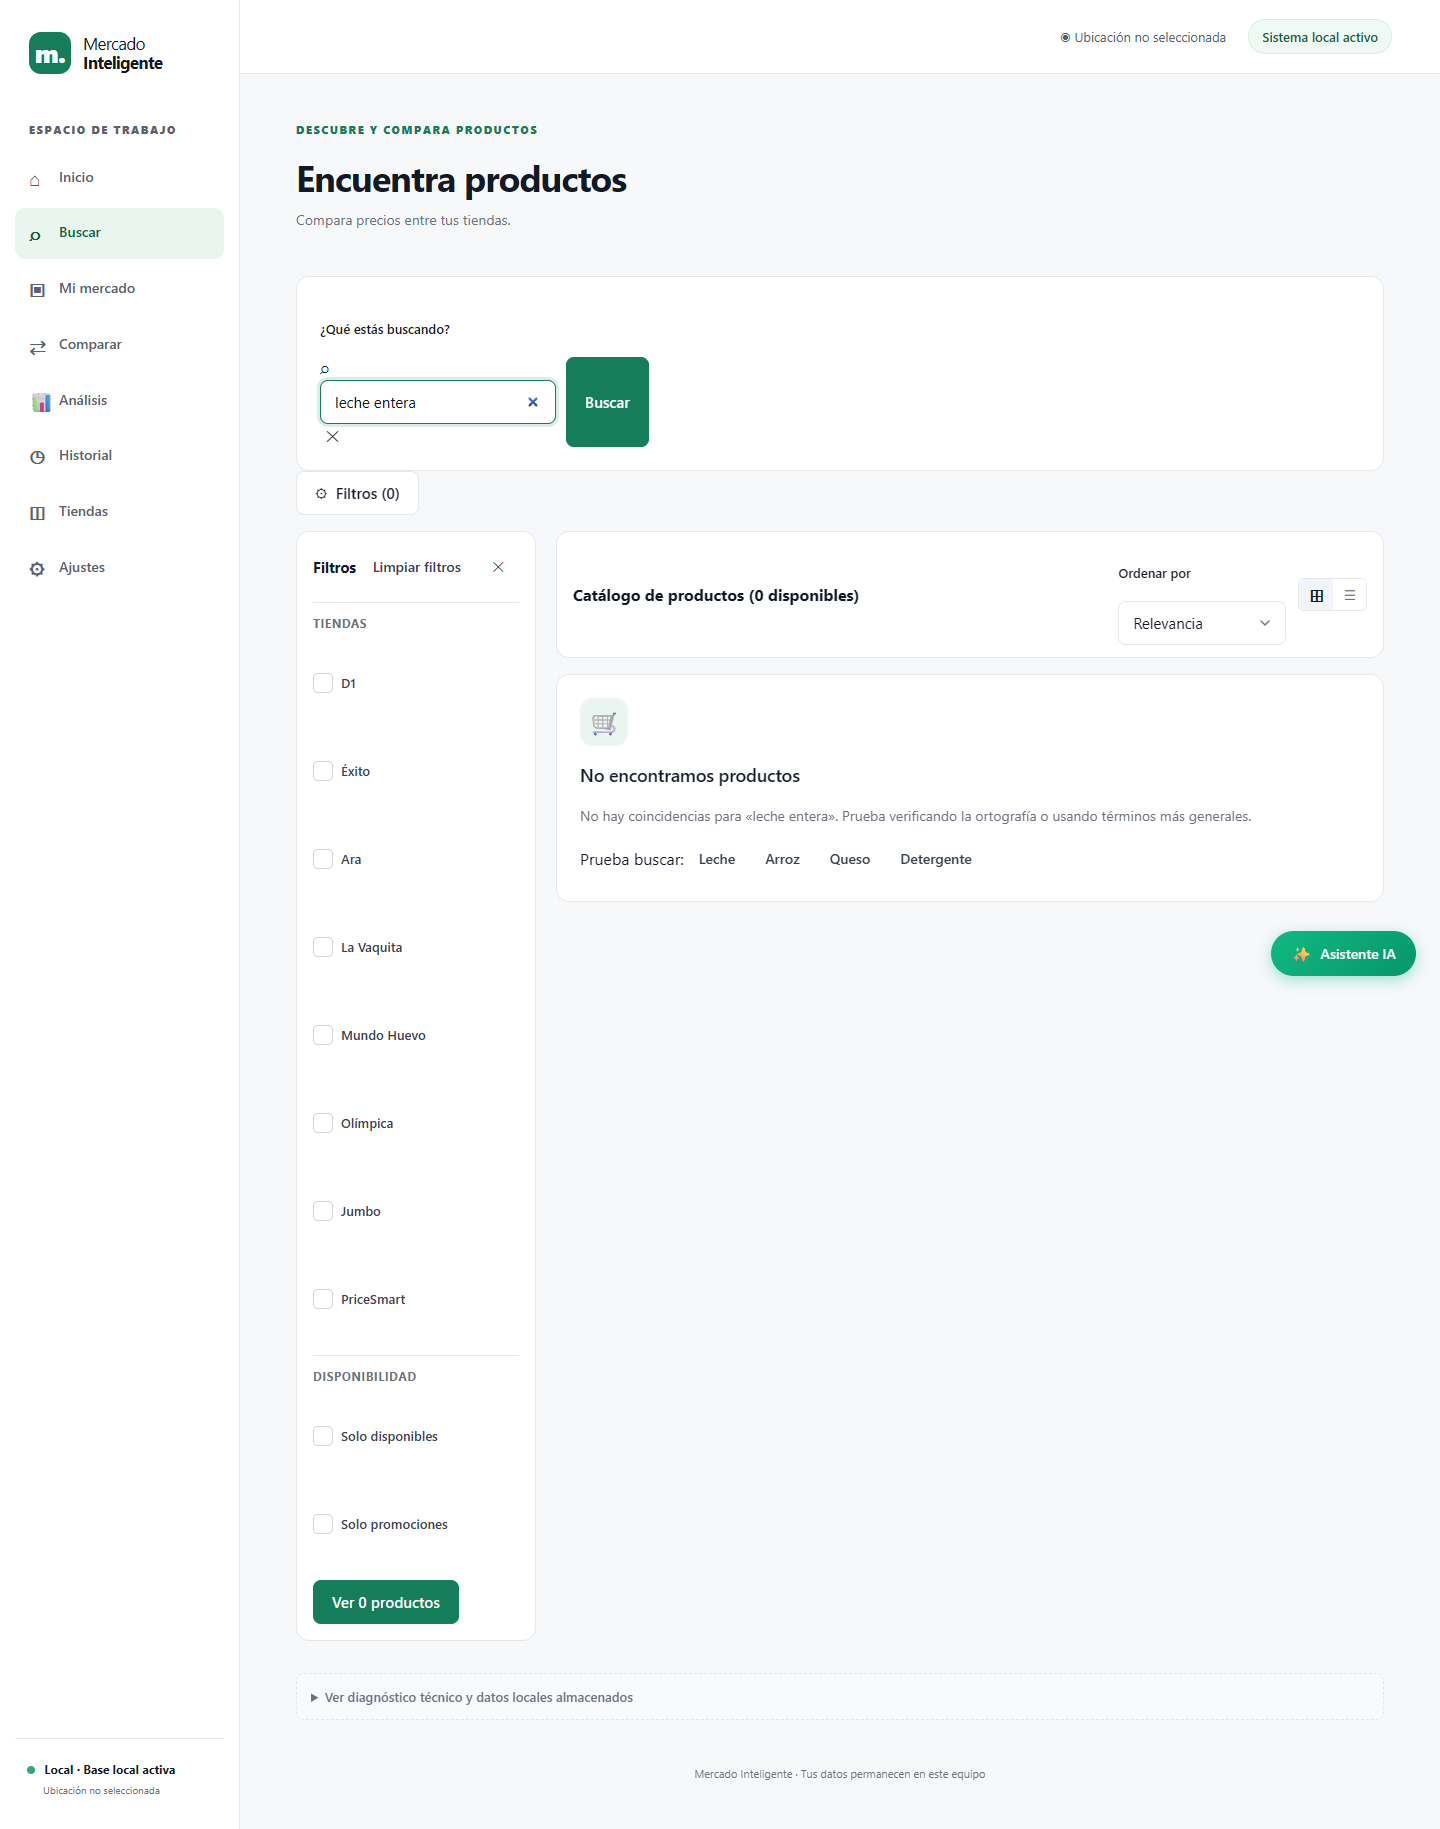 m.
Mercado
Inteligente
ESPACIO DE TRABAJO
Inicio
Buscar
Mi mercado
Comparar
Análisis
Historial
Tiendas
Ajustes
Local · Base local activa
Ubicación no seleccionada
Ubicación no seleccionada
Sistema local activo
DESCUBRE Y COMPARA PRODUCTOS
Encuentra productos
Compara precios entre tus tiendas.
¿Qué estás buscando?
leche entera
Buscar
Filtros (0)
Filtros Limpiar filtros
TIENDAS
D1
Éxito
Ara
La Vaquita
Mundo Huevo
Olímpica
Jumbo
PriceSmart
DISPONIBILIDAD
Solo disponibles
Solo promociones
Ver 0 productos
Catálogo de productos (0 disponibles)
Ordenar por
Relevancia
No encontramos productos
No hay coincidencias para «leche entera». Prueba verificando la ortografía o usando términos más generales.
Prueba buscar: Leche Arroz Queso Detergente
Asistente IA
Ver diagnóstico técnico y datos locales almacenados
Mercado Inteligente · Tus datos permanecen en este equipo